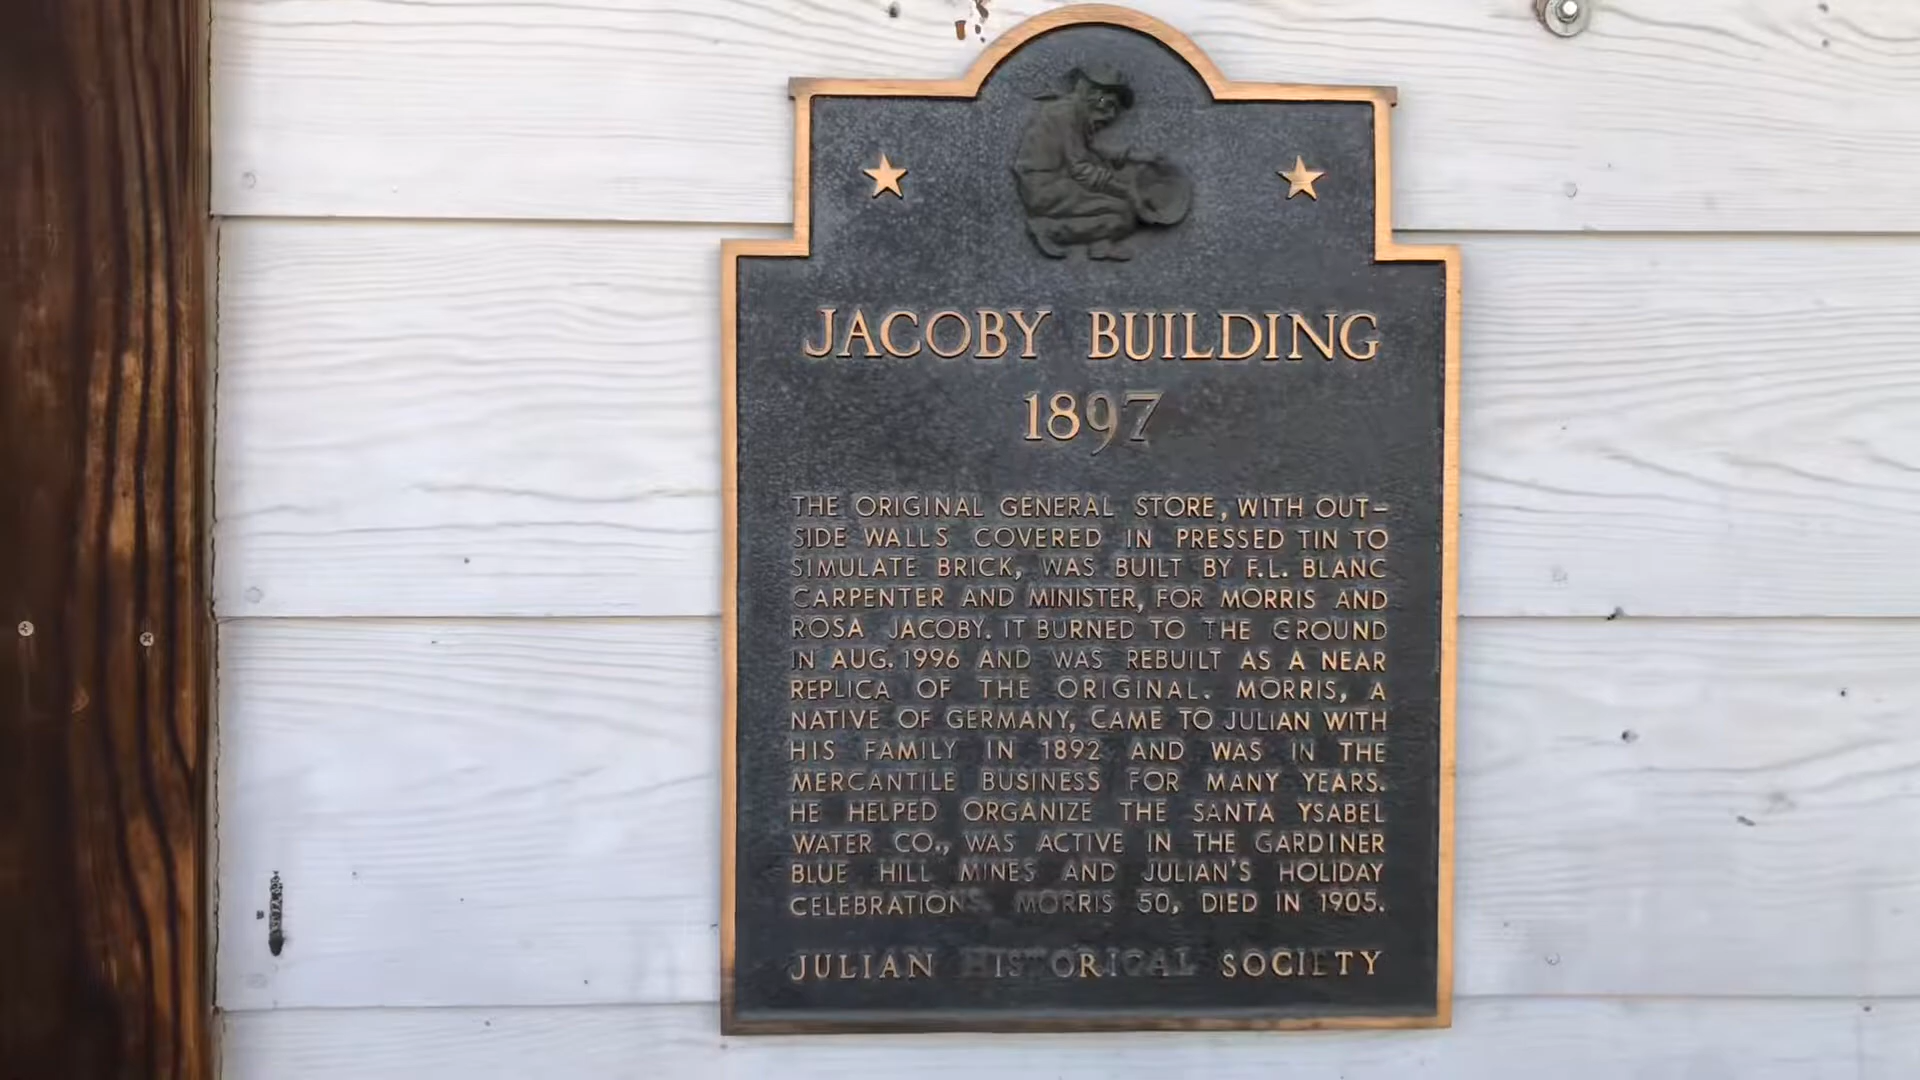 JACOBY BUILDING
1897
THE ORIGINAL GENERAL STORE, WITH OUT-
SIDE WALLS COVERED IN PRESSED TIN TO
SIMULATE BRICK, WAS BUILT BY F.L. BLANC
CARPENTER AND MINISTER, FOR MORRIS AND
ROSA JACOBY. IT BURNED TO THE GROUND
IN AUG. 1996 AND WAS REBUILT AS A NEAR
REPLICA OF THE ORIGINAL. MORRIS, A
NATIVE OF GERMANY, CAME TO JULIAN WITH
HIS FAMILY IN 1892 AND WAS IN THE
MERCANTILE BUSINESS FOR MANY YEARS.
HE HELPED ORGANIZE THE SANTA YSABEL
WATER CO., WAS ACTIVE IN THE GARDINER
BLUE HILL MINES AND JULIAN'S HOLIDAY
CELEBRATIONS. MORRIS 50, DIED IN 1905.
JULIAN HISTORICAL SOCIETY